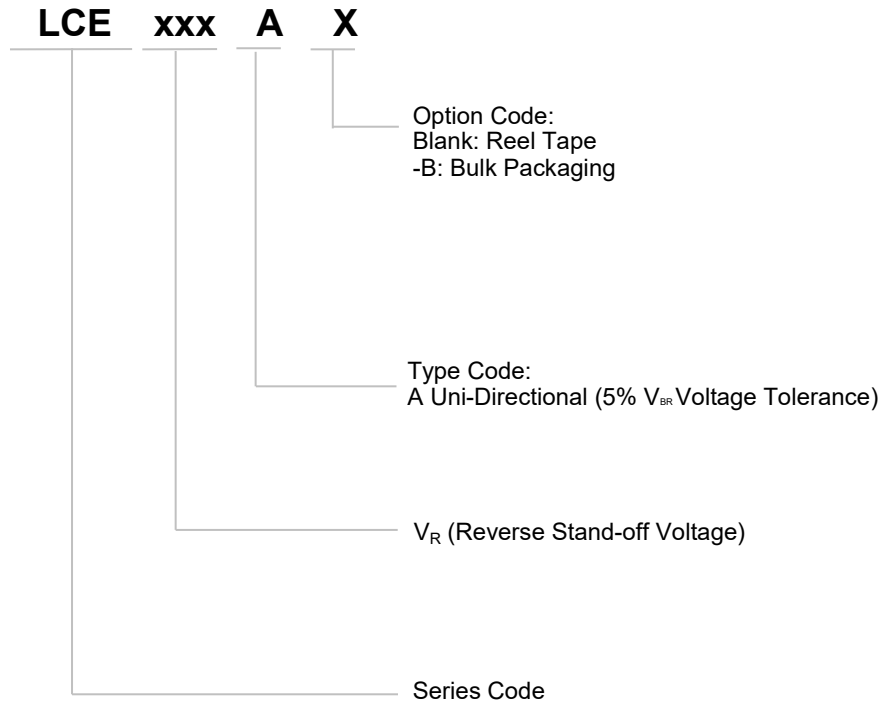 LCE xxx A X
Option Code:
Blank: Reel Tape
-B: Bulk Packaging
Type Code:
A Uni-Directional (5% VBR Voltage Tolerance)
VR (Reverse Stand-off Voltage)
Series Code